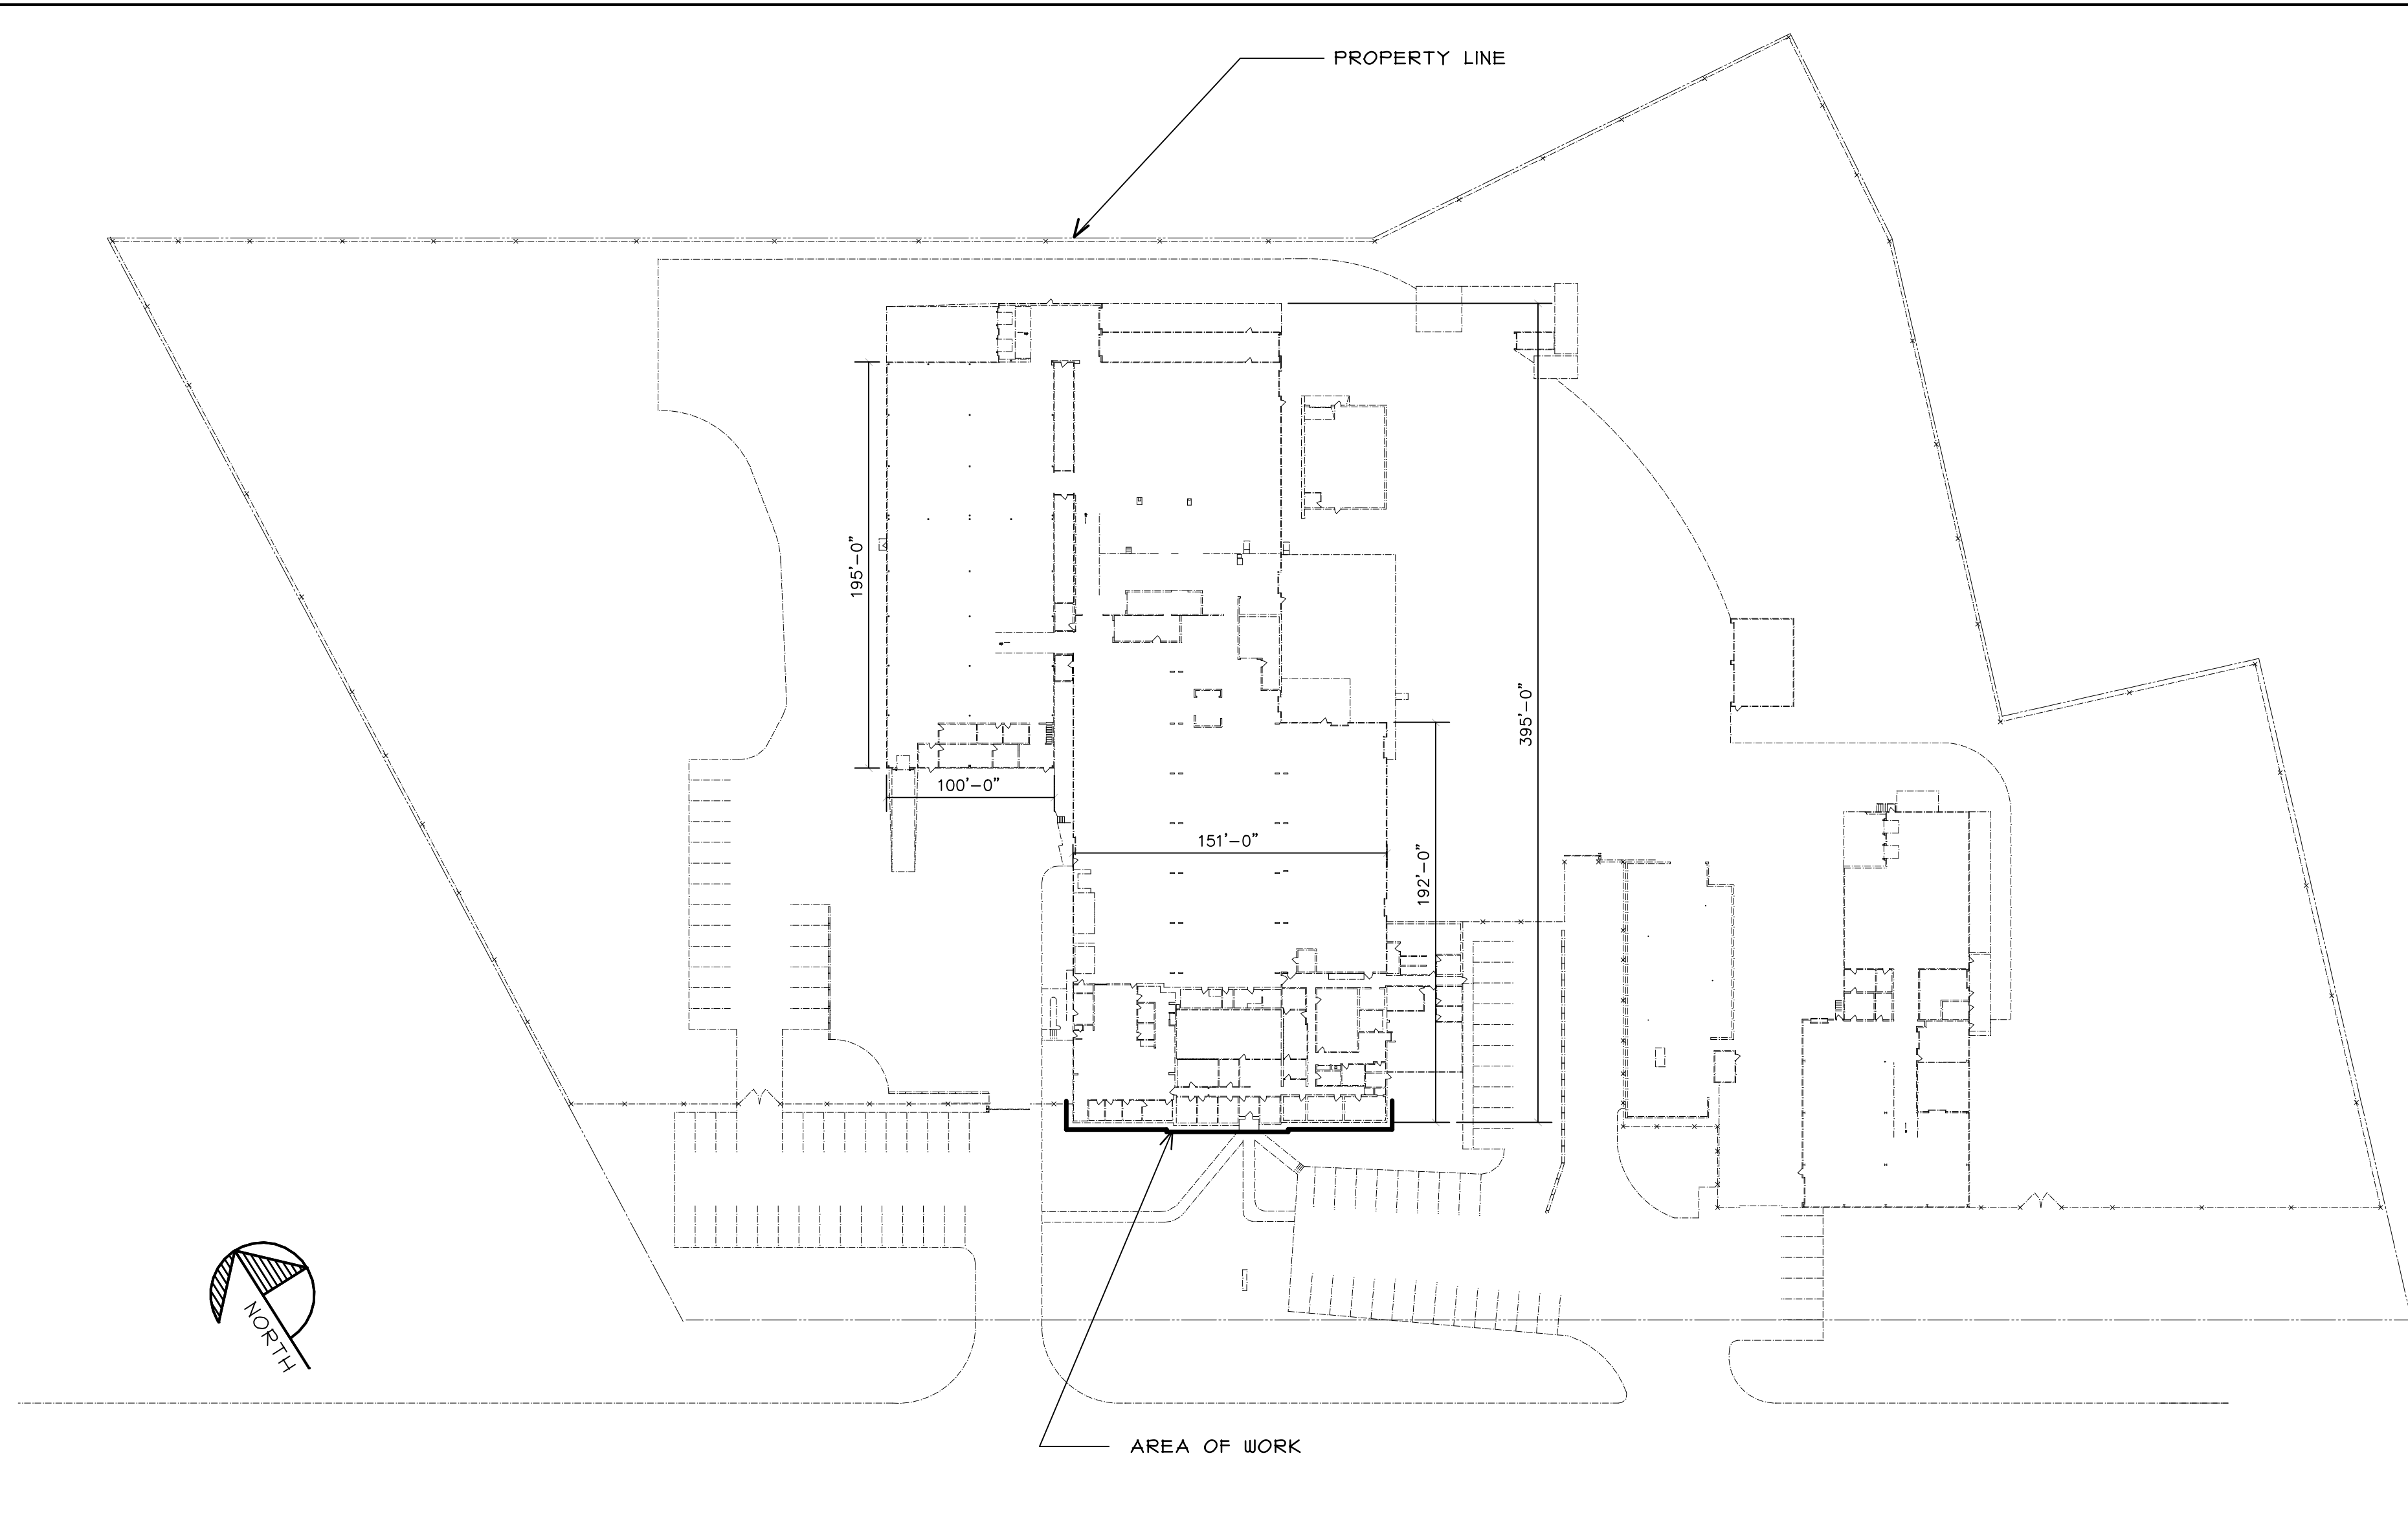 PROPERTY LINE
195'-0"
395'-0"
100'-0"
151'-0"
192'-0"
NORTH
AREA OF WORK